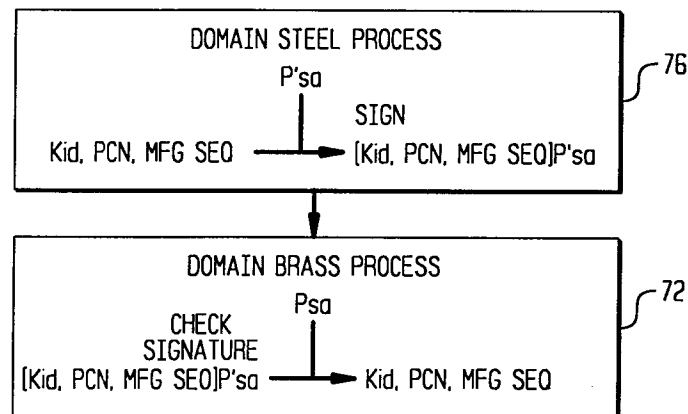 DOMAIN STEEL PROCESS
P'sa
SIGN
Kid, PCN, MFG SEQ
[Kid, PCN, MFG SEQ]P'sa
76
DOMAIN BRASS PROCESS
Psa
CHECK
SIGNATURE
[Kid, PCN, MFG SEQ]P'sa
Kid, PCN, MFG SEQ
72